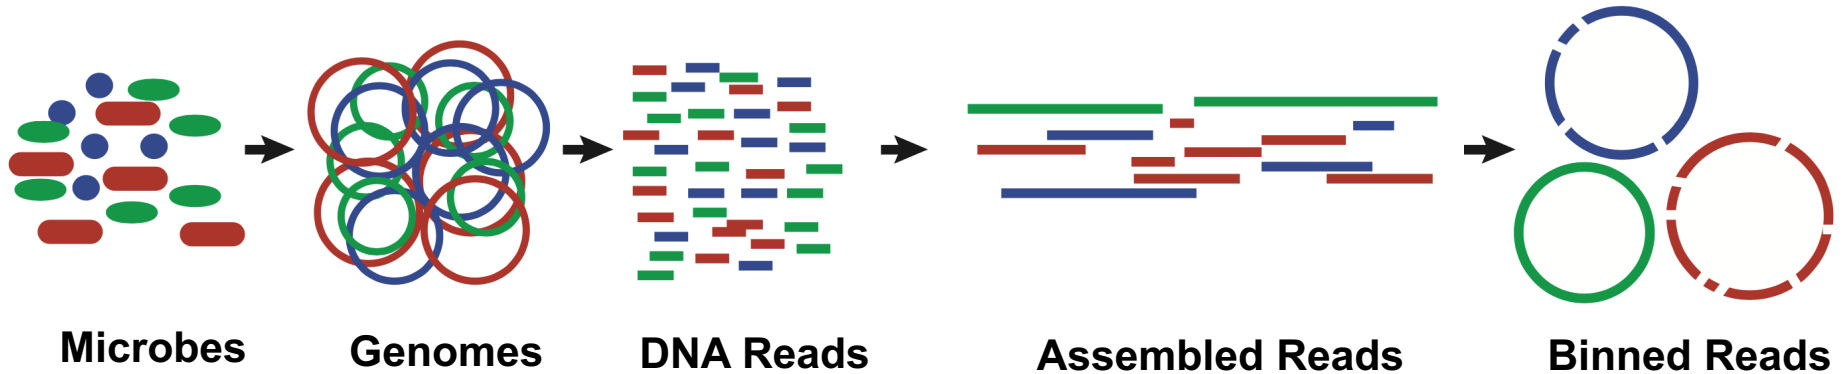 Microbes
Genomes
DNA Reads
Assembled Reads
Binned Reads